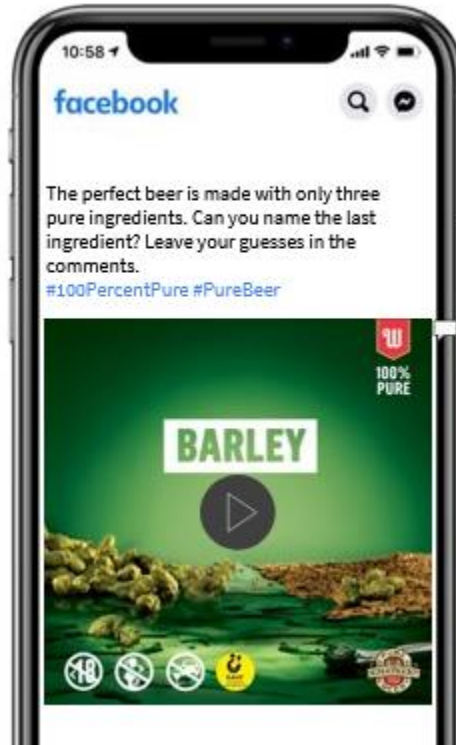 10:58
facebook
The perfect beer is made with only three
pure ingredients. Can you name the last
ingredient? Leave your guesses in the
comments.
#100PercentPure #PureBeer
W
100%
PURE
BARLEY
18